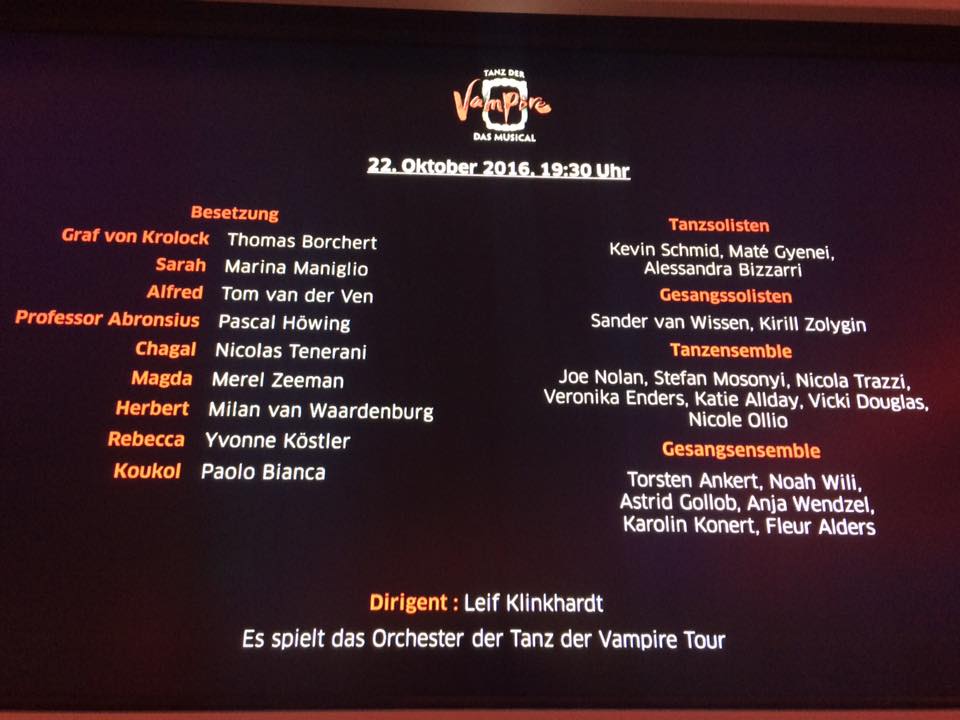 TANZ DER
Vampire
DAS MUSICAL
22. Oktober 2016, 19:30 Uhr
Besetzung
Graf von Krolock Thomas Borchert
Sarah Marina Maniglio
Alfred Tom van der Ven
Professor Abronsius Pascal Höwing
Chagal Nicolas Tenerani
Magda Merel Zeeman
Herbert Milan van Waardenburg
Rebecca Yvonne Köstler
Koukol Paolo Bianca
Tanzsolisten
Kevin Schmid, Maté Gyenei,
Alessandra Bizzarri
Gesangssolisten
Sander van Wissen, Kirill Zolygin
Tanzensemble
Joe Nolan, Stefan Mosonyi, Nicola Trazzi,
Veronika Enders, Katie Allday, Vicki Douglas,
Nicole Ollio
Gesangsensemble
Torsten Ankert, Noah Wili,
Astrid Gollob, Anja Wendzel,
Karolin Konert, Fleur Alders
Dirigent : Leif Klinkhardt
Es spielt das Orchester der Tanz der Vampire Tour